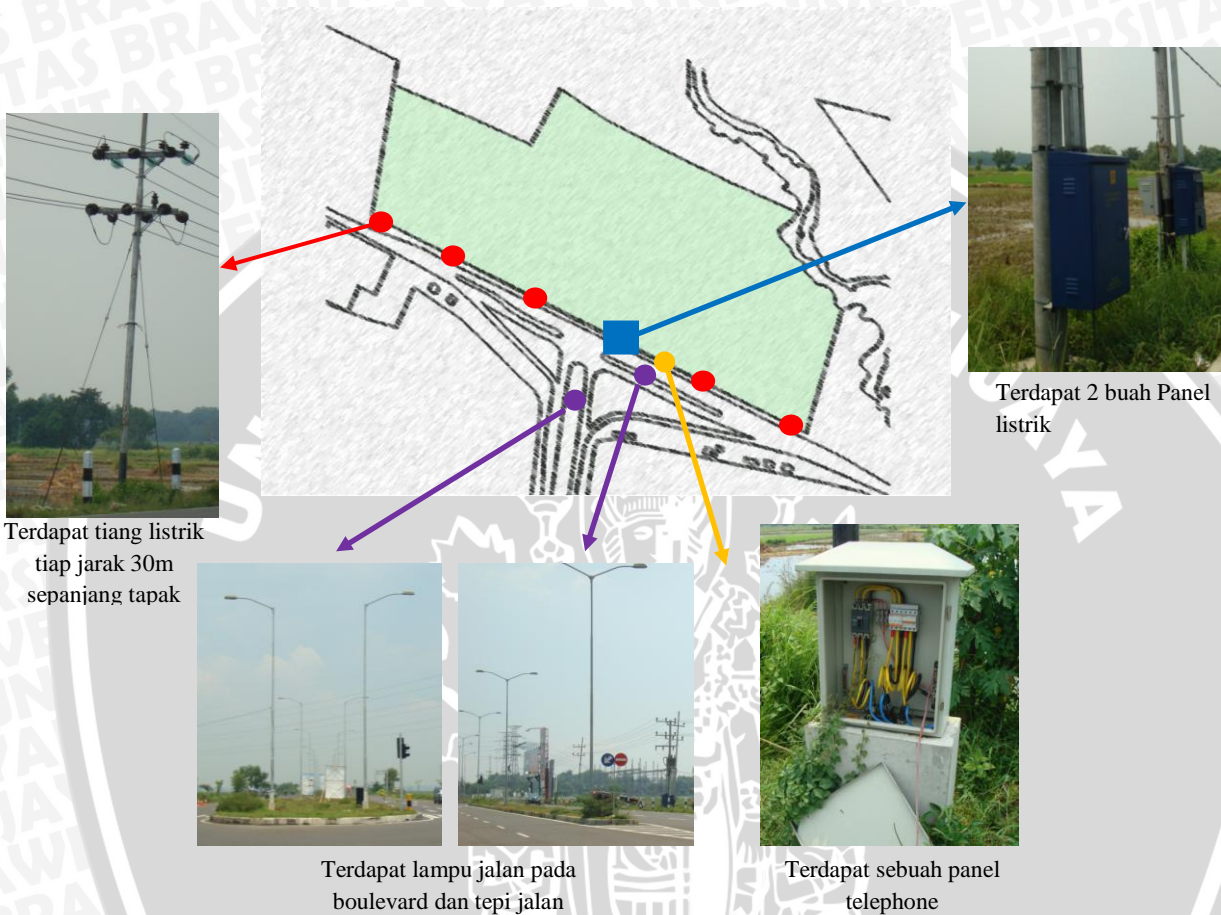 Terdapat 2 buah Panel
listrik
Terdapat tiang listrik
tiap jarak 30m
sepanjang tapak
Terdapat lampu jalan pada
boulevard dan tepi jalan
Terdapat sebuah panel
telephone